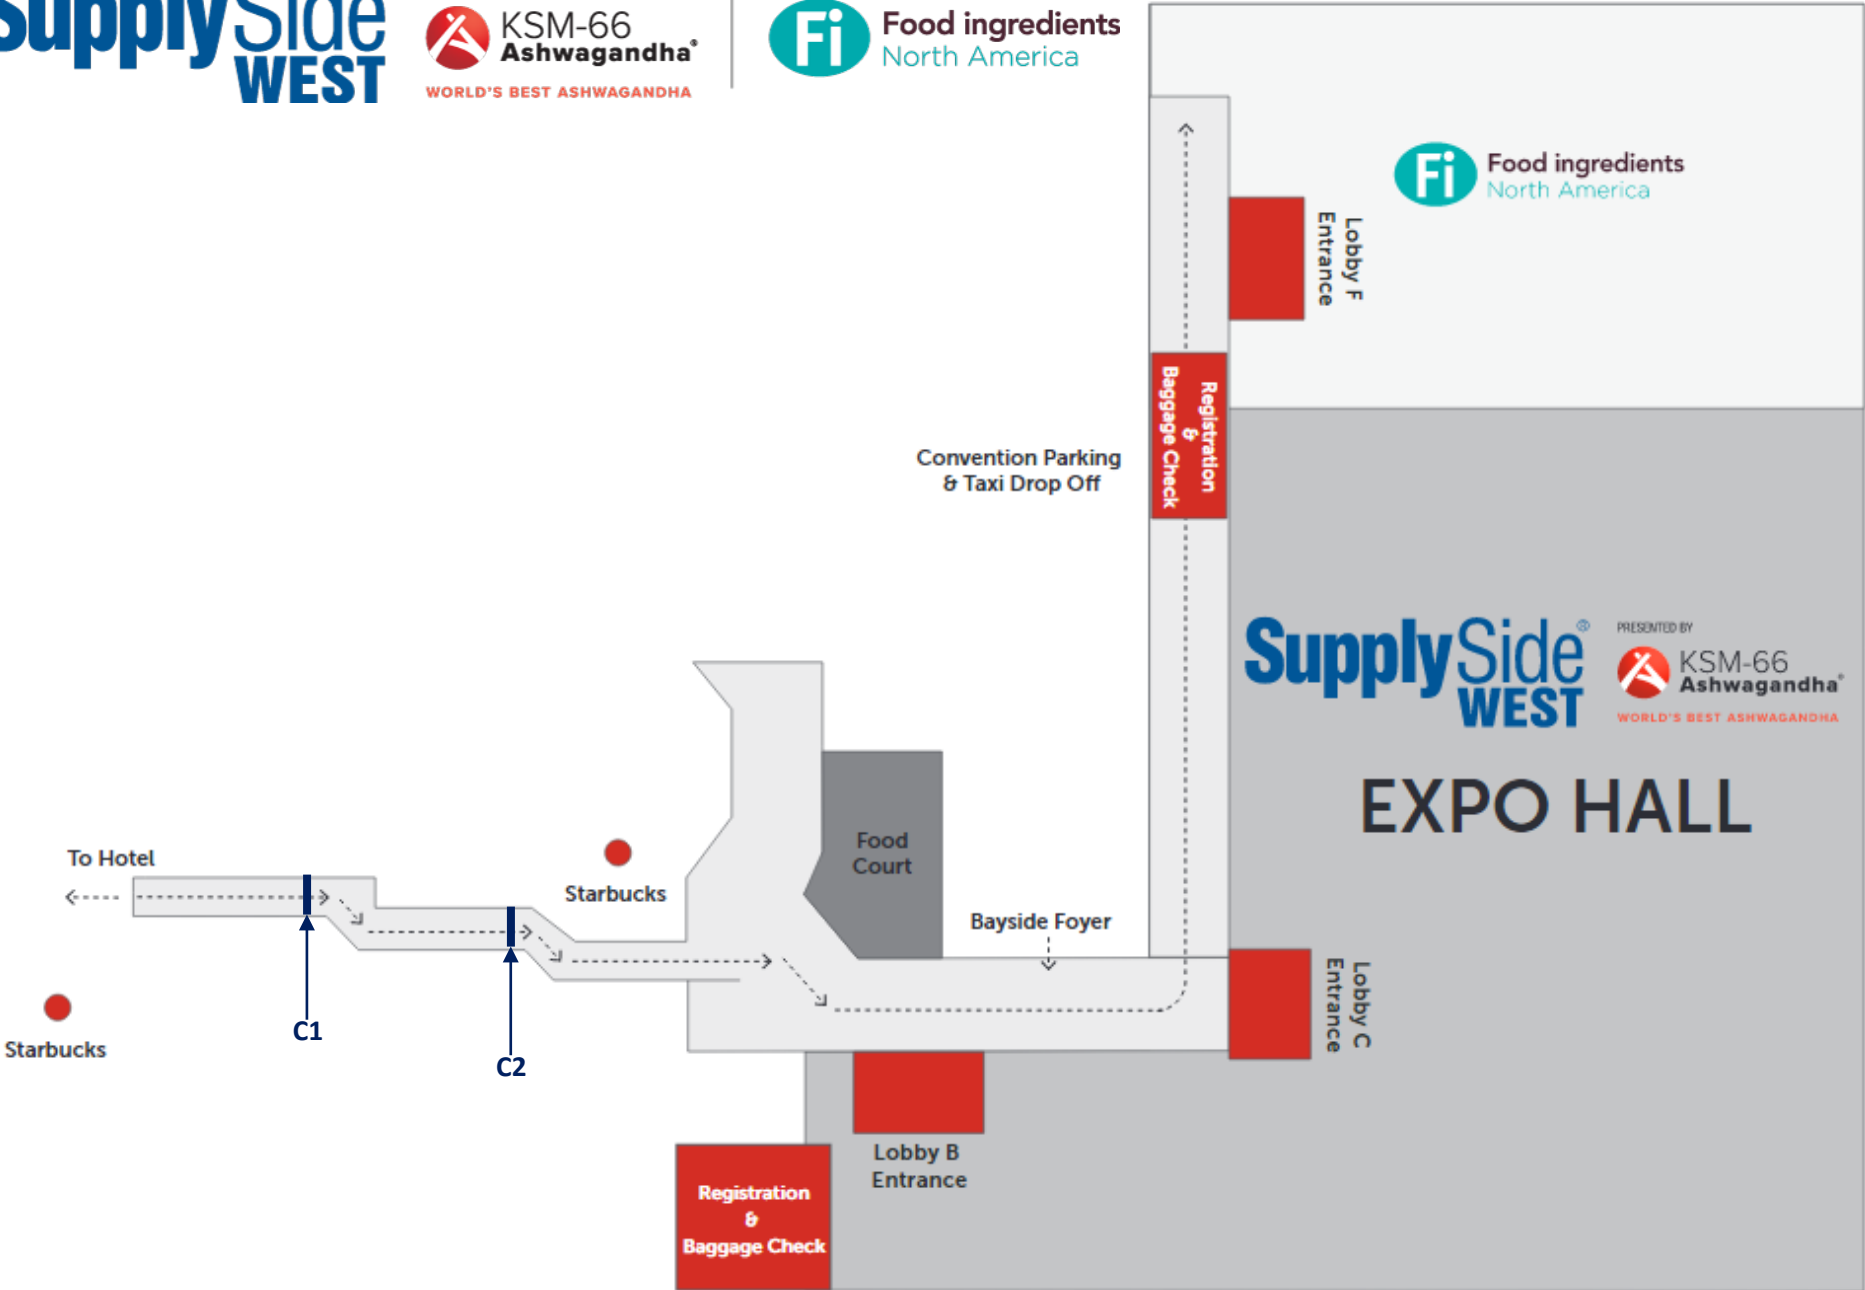 SupplySide
WEST
KSM-66
Ashwagandha®
WORLD'S BEST ASHWAGANDHA
Fi
Food ingredients
North America
Fi
Food ingredients
North America
Lobby F
Entrance
Registration
&
Baggage Check
Convention Parking
& Taxi Drop Off
SupplySide®
WEST
PRESENTED BY
KSM-66
Ashwagandha®
WORLD'S BEST ASHWAGANDHA
EXPO HALL
Food
Court
To Hotel
Starbucks
Bayside Foyer
Lobby C
Entrance
Starbucks
C1
C2
Lobby B
Entrance
Registration
&
Baggage Check